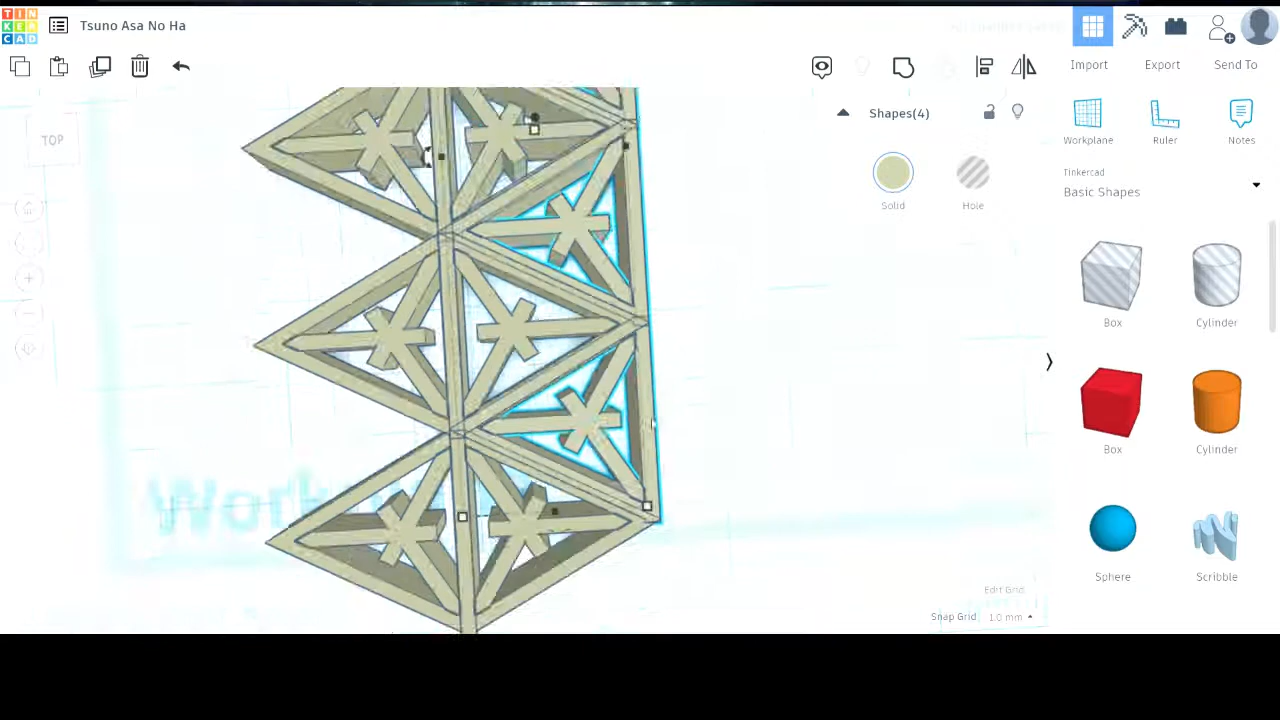 TIN
KER
CAD
Tsuno Asa No Ha
Import
Export
Send To
TOP
Shapes(4)
Solid
Hole
Workplane
Ruler
Notes
Tinkercad
Basic Shapes
Box
Cylinder
Box
Cylinder
Sphere
Scribble
Edit Grid
Snap Grid 1.0 mm